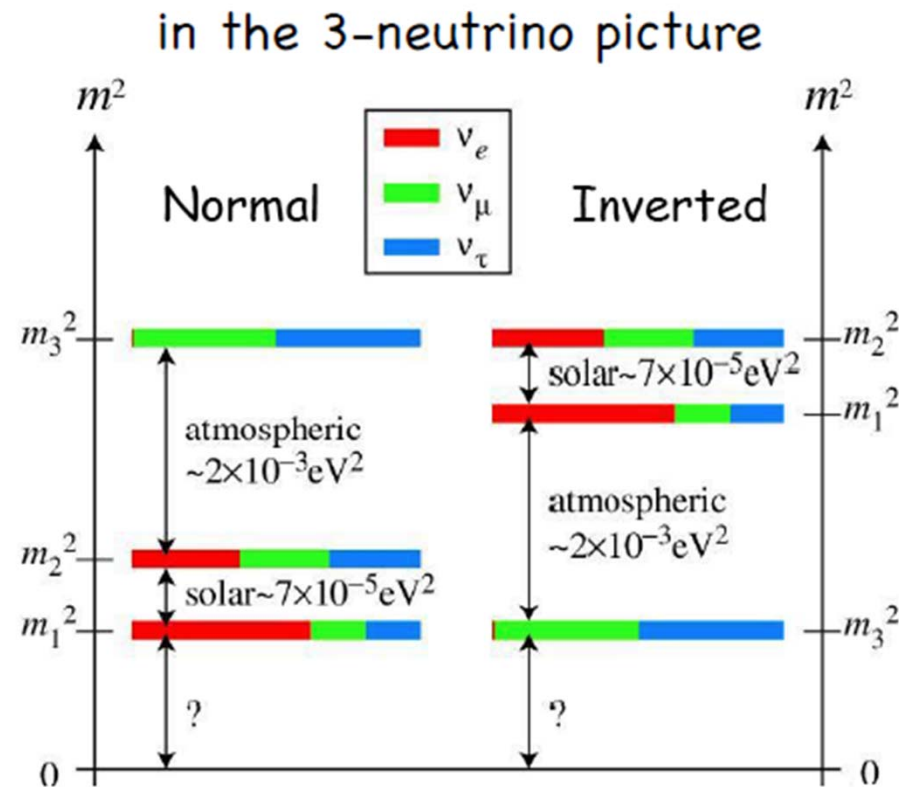 in the 3-neutrino picture
m²
m²
νe
νμ
ντ
Normal
Inverted
m₃²
m₂²
solar~7×10⁻⁵eV²
m₁²
atmospheric
~2×10⁻³eV²
atmospheric
~2×10⁻³eV²
m₂²
solar~7×10⁻⁵eV²
m₁²
m₃²
?
?
0
0